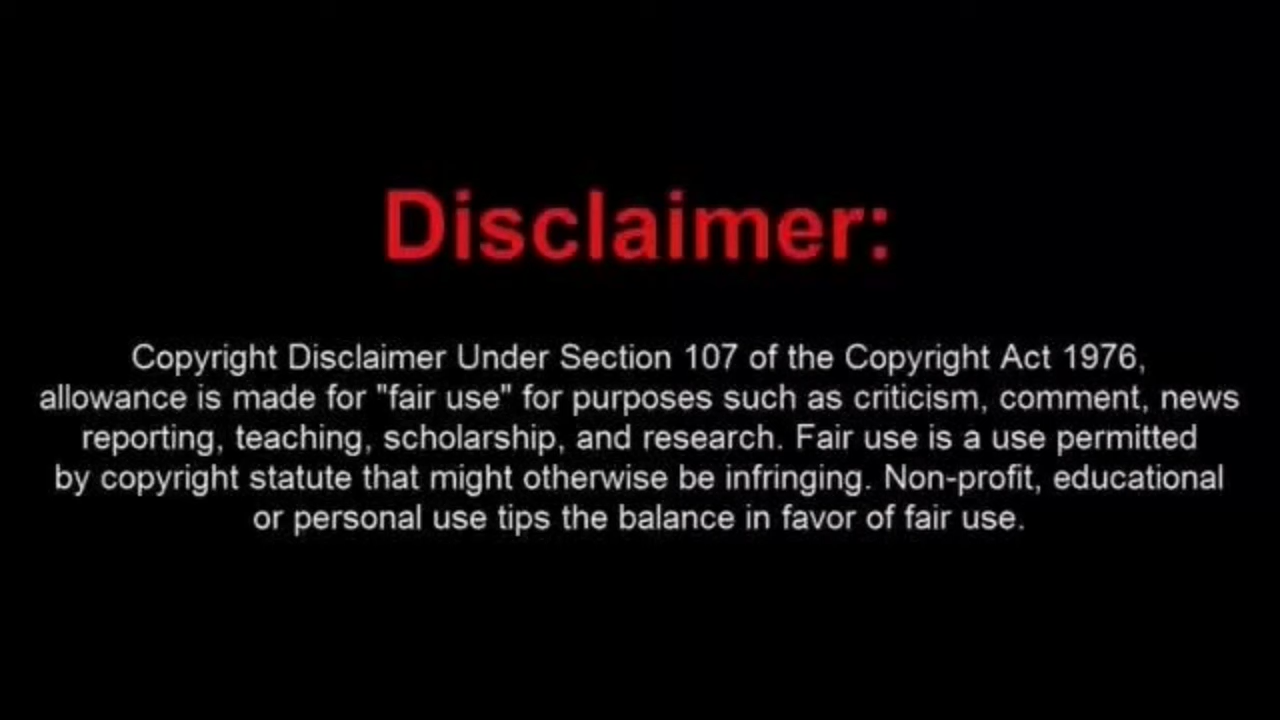 Disclaimer:
Copyright Disclaimer Under Section 107 of the Copyright Act 1976,
allowance is made for "fair use" for purposes such as criticism, comment, news
reporting, teaching, scholarship, and research. Fair use is a use permitted
by copyright statute that might otherwise be infringing. Non-profit, educational
or personal use tips the balance in favor of fair use.